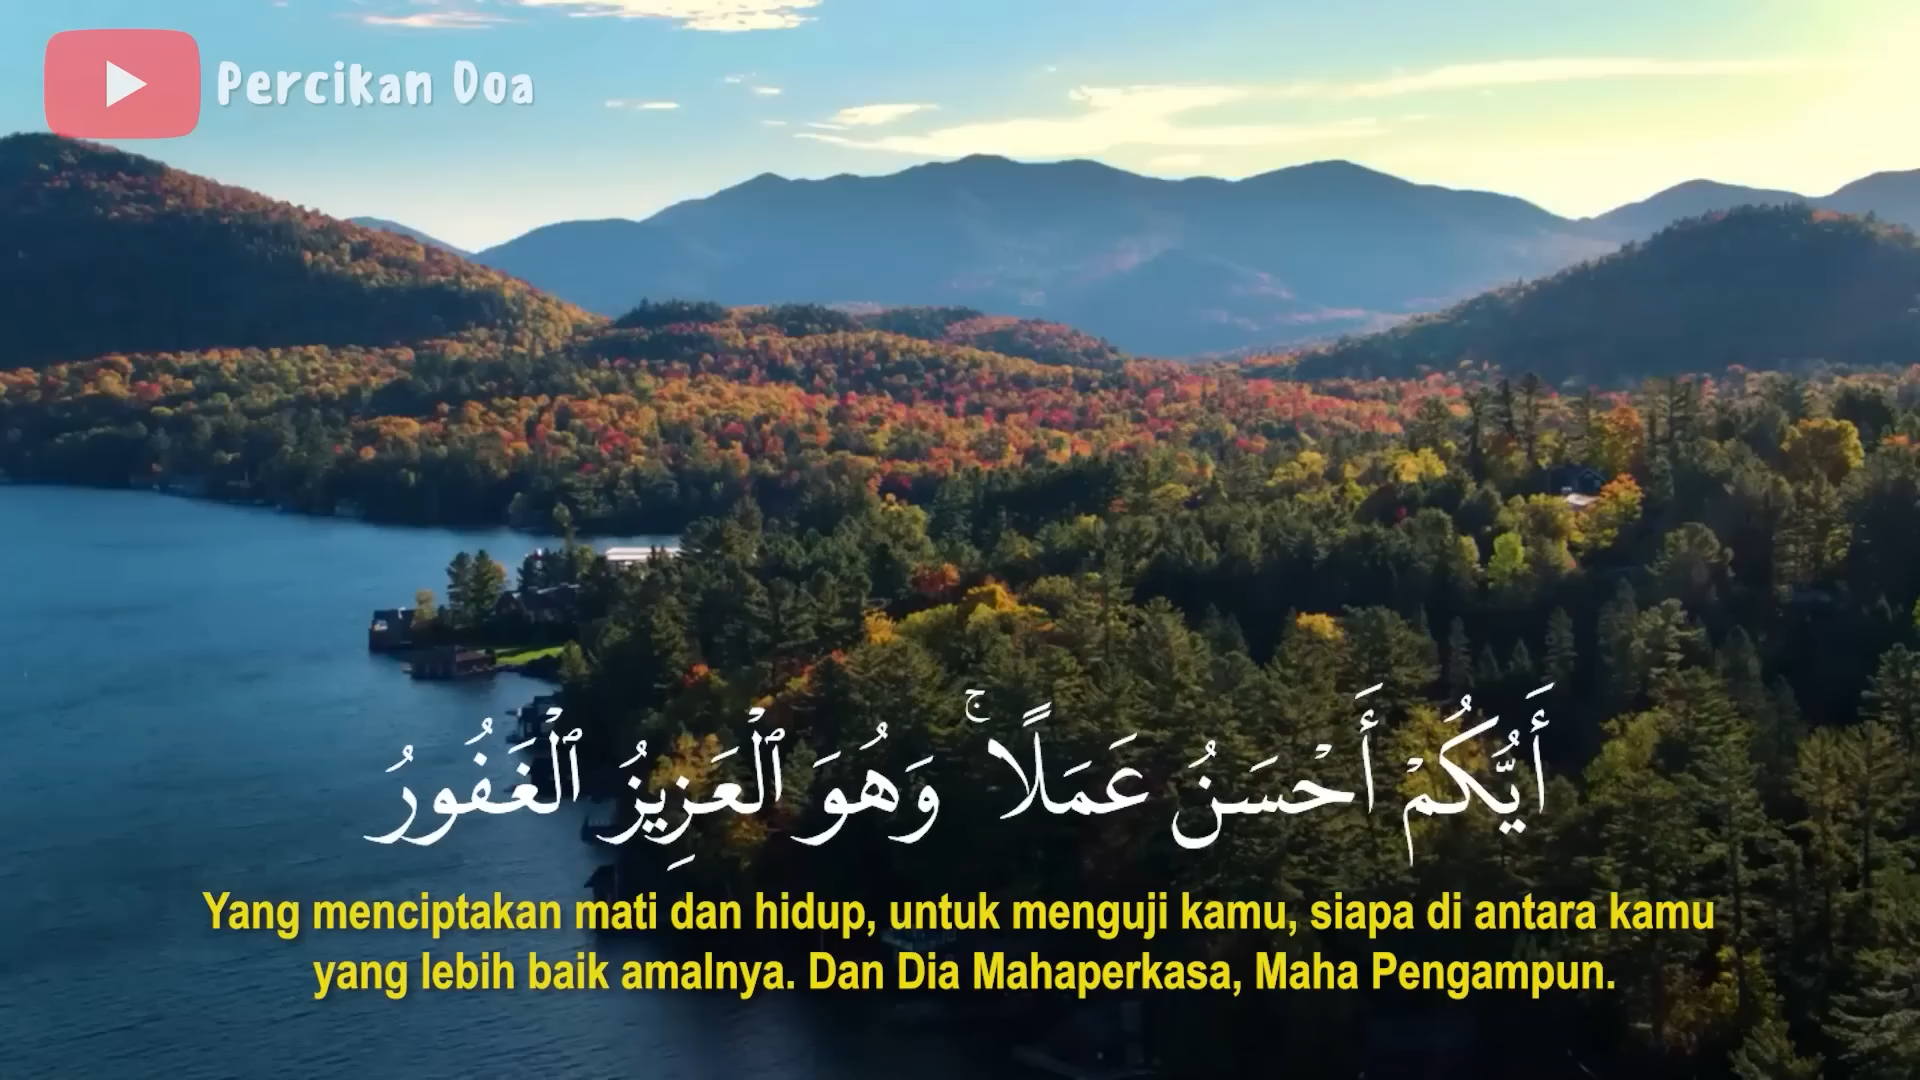 Percikan Doa
أَيُّكُمْ أَحْسَنُ عَمَلًا ۚ وَهُوَ ٱلْعَزِيزُ ٱلْغَفُورُ
Yang menciptakan mati dan hidup, untuk menguji kamu, siapa di antara kamu
yang lebih baik amalnya. Dan Dia Mahaperkasa, Maha Pengampun.